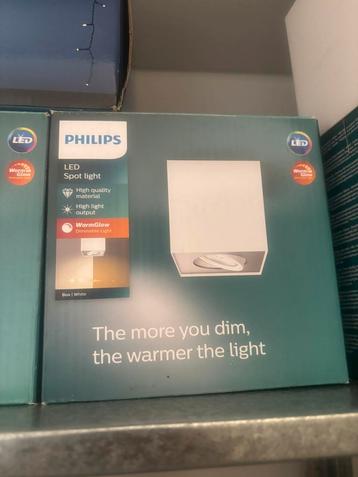 PHILIPS
LED
Spot light
High quality
material
High light
output
WarmGlow
Dimmable Light
Box | White
LED
Warm
Glow
LED
Warm
Glow
The more you dim,
the warmer the light